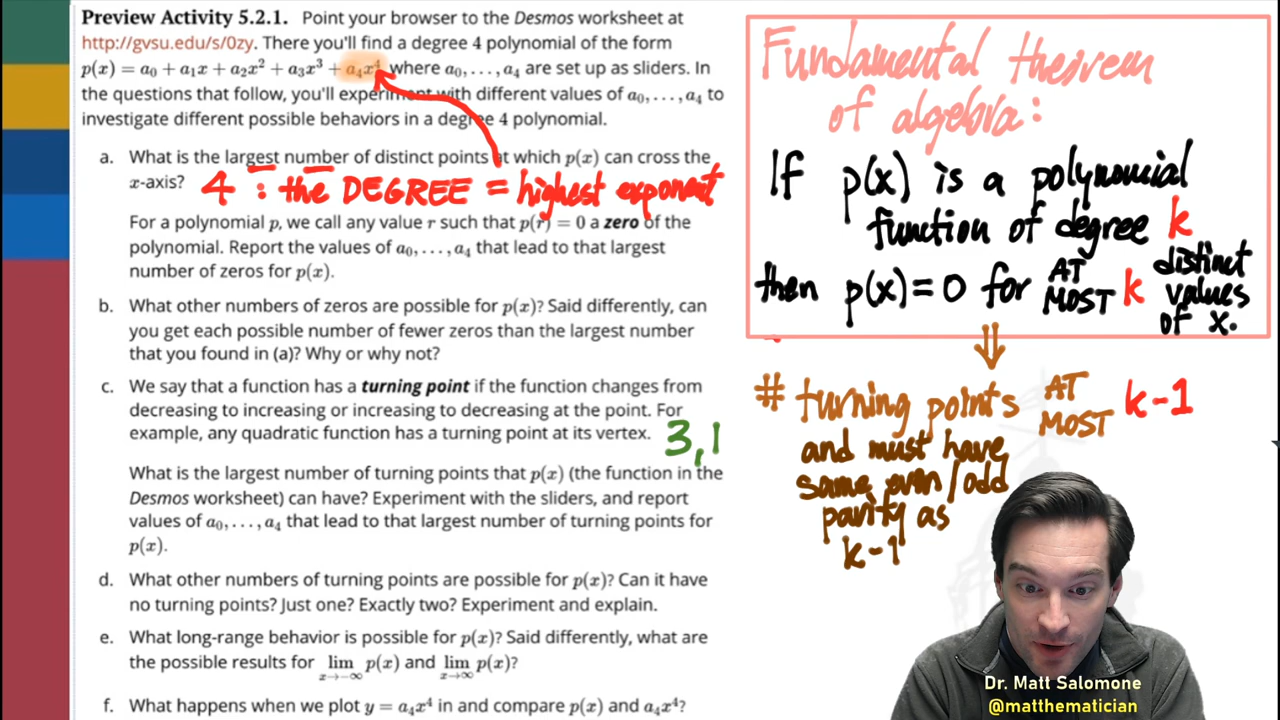 Preview Activity 5.2.1. Point your browser to the Desmos worksheet at
http://gvsu.edu/s/0zy. There you'll find a degree 4 polynomial of the form
p(x) = a₀ + a₁x + a₂x² + a₃x³ + a₄x⁴ where a₀, . . . , a₄ are set up as sliders. In
the questions that follow, you'll experiment with different values of a₀, . . . , a₄ to
investigate different possible behaviors in a degree 4 polynomial.
a. What is the largest number of distinct points at which p(x) can cross the
x-axis?
4 : the DEGREE = highest exponent
For a polynomial p, we call any value r such that p(r) = 0 a zero of the
polynomial. Report the values of a₀, . . . , a₄ that lead to that largest
number of zeros for p(x).
b. What other numbers of zeros are possible for p(x)? Said differently, can
you get each possible number of fewer zeros than the largest number
that you found in (a)? Why or why not?
c. We say that a function has a turning point if the function changes from
decreasing to increasing or increasing to decreasing at the point. For
example, any quadratic function has a turning point at its vertex.
3,1
What is the largest number of turning points that p(x) (the function in the
Desmos worksheet) can have? Experiment with the sliders, and report
values of a₀, . . . , a₄ that lead to that largest number of turning points for
p(x).
d. What other numbers of turning points are possible for p(x)? Can it have
no turning points? Just one? Exactly two? Experiment and explain.
e. What long-range behavior is possible for p(x)? Said differently, what are
the possible results for lim x→−∞ p(x) and lim x→∞ p(x)?
f. What happens when we plot y = a₄x⁴ in and compare p(x) and a₄x⁴?
Fundamental theorem
of algebra:
If p(x) is a polynomial
function of degree k
then p(x) = 0 for AT MOST k distinct values of x.
⇓
# turning points AT MOST k-1
and must have
same even/odd
parity as
k-1
Dr. Matt Salomone
@matthematician